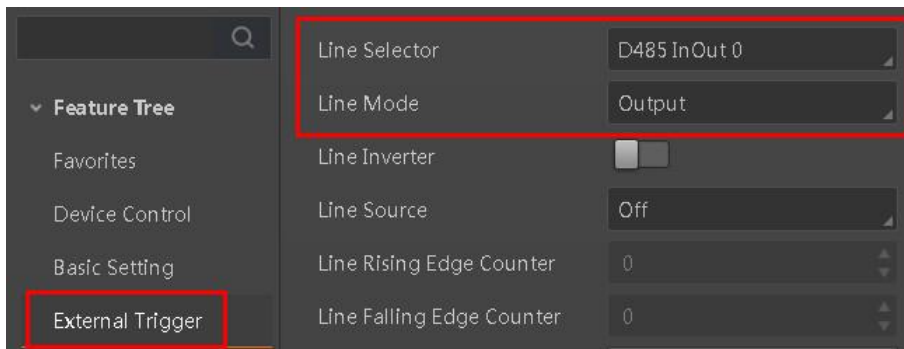 Line Selector D485 InOut 0
Line Mode Output
Feature Tree
Line Inverter
Favorites
Line Source Off
Device Control
Line Rising Edge Counter 0
Basic Setting
Line Falling Edge Counter 0
External Trigger